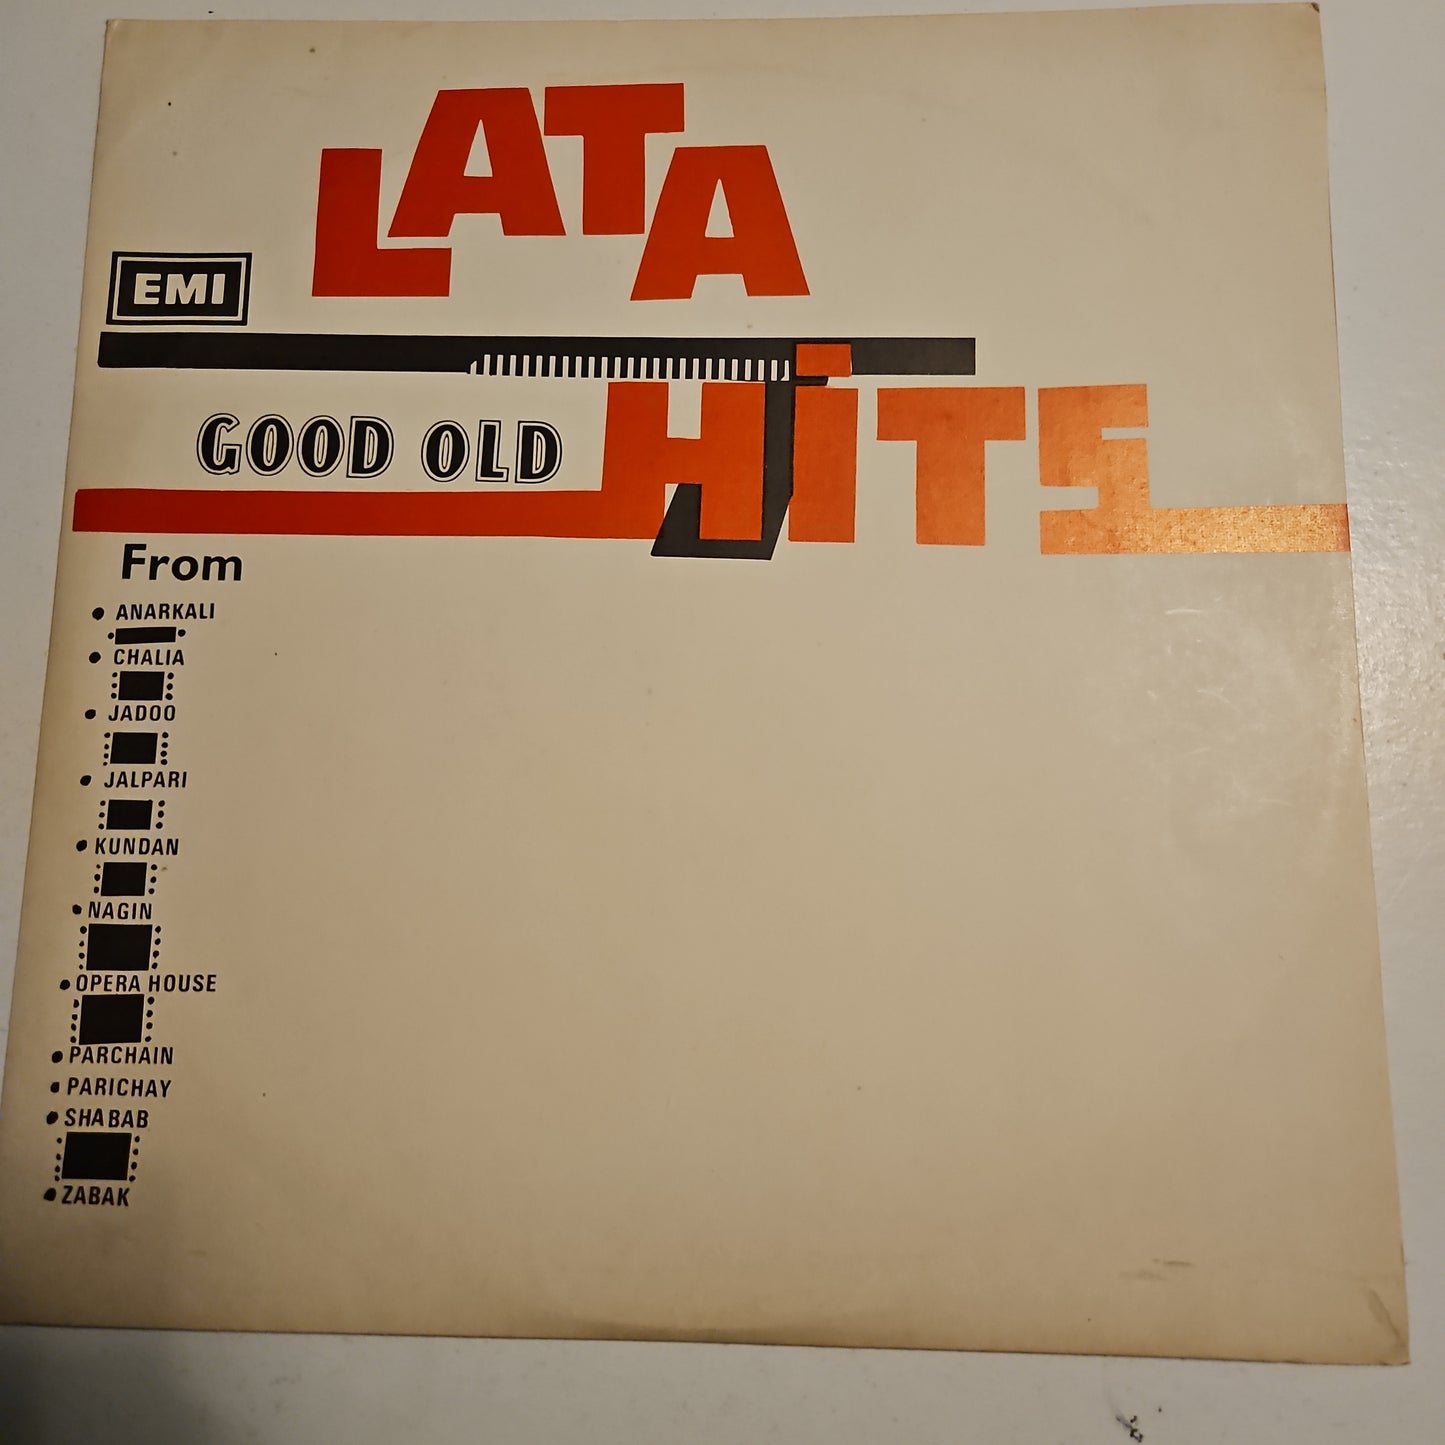 LATA
EMI
GOOD OLD HiTS
From
• ANARKALI
• CHALIA
• JADOO
• JALPARI
• KUNDAN
• NAGIN
• OPERA HOUSE
• PARCHAIN
• PARICHAY
• SHABAB
• ZABAK